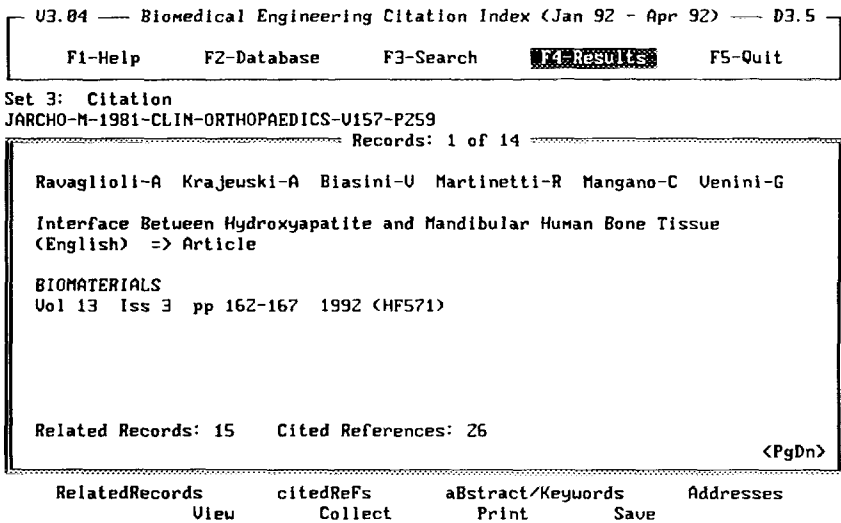 V3.04 — Biomedical Engineering Citation Index (Jan 92 - Apr 92) — D3.5
F1-Help F2-Database F3-Search F4-Results F5-Quit
Set 3: Citation
JARCHO-M-1981-CLIN-ORTHOPAEDICS-V157-P259
Records: 1 of 14
Ravaglioli-A Krajewski-A Biasini-V Martinetti-R Mangano-C Venini-G
Interface Between Hydroxyapatite and Mandibular Human Bone Tissue
(English) => Article
BIOMATERIALS
Vol 13 Iss 3 pp 162-167 1992 (HF571)
Related Records: 15 Cited References: 26
<PgDn>
RelatedRecords citedReFs aBstract/Keywords Addresses
View Collect Print Save